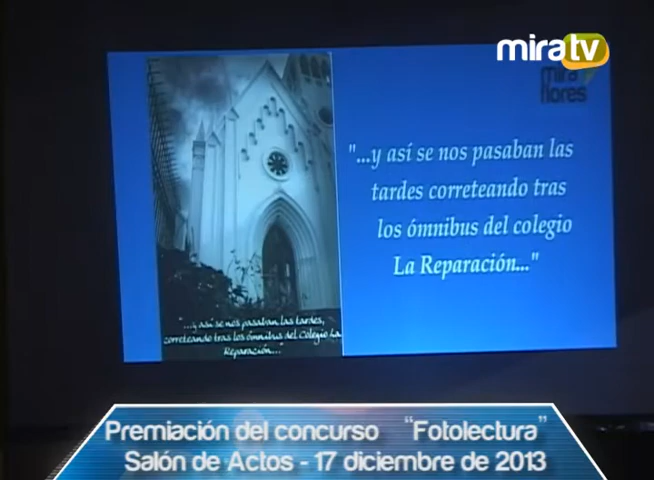 miratv
mira
flores
"...y así se nos pasaban las
tardes correteando tras
los ómnibus del colegio
La Reparación..."
...y así se nos pasaban las tardes,
correteando tras los ómnibus del Colegio La
Reparación...
Premiación del concurso "Fotolectura"
Salón de Actos - 17 diciembre de 2013